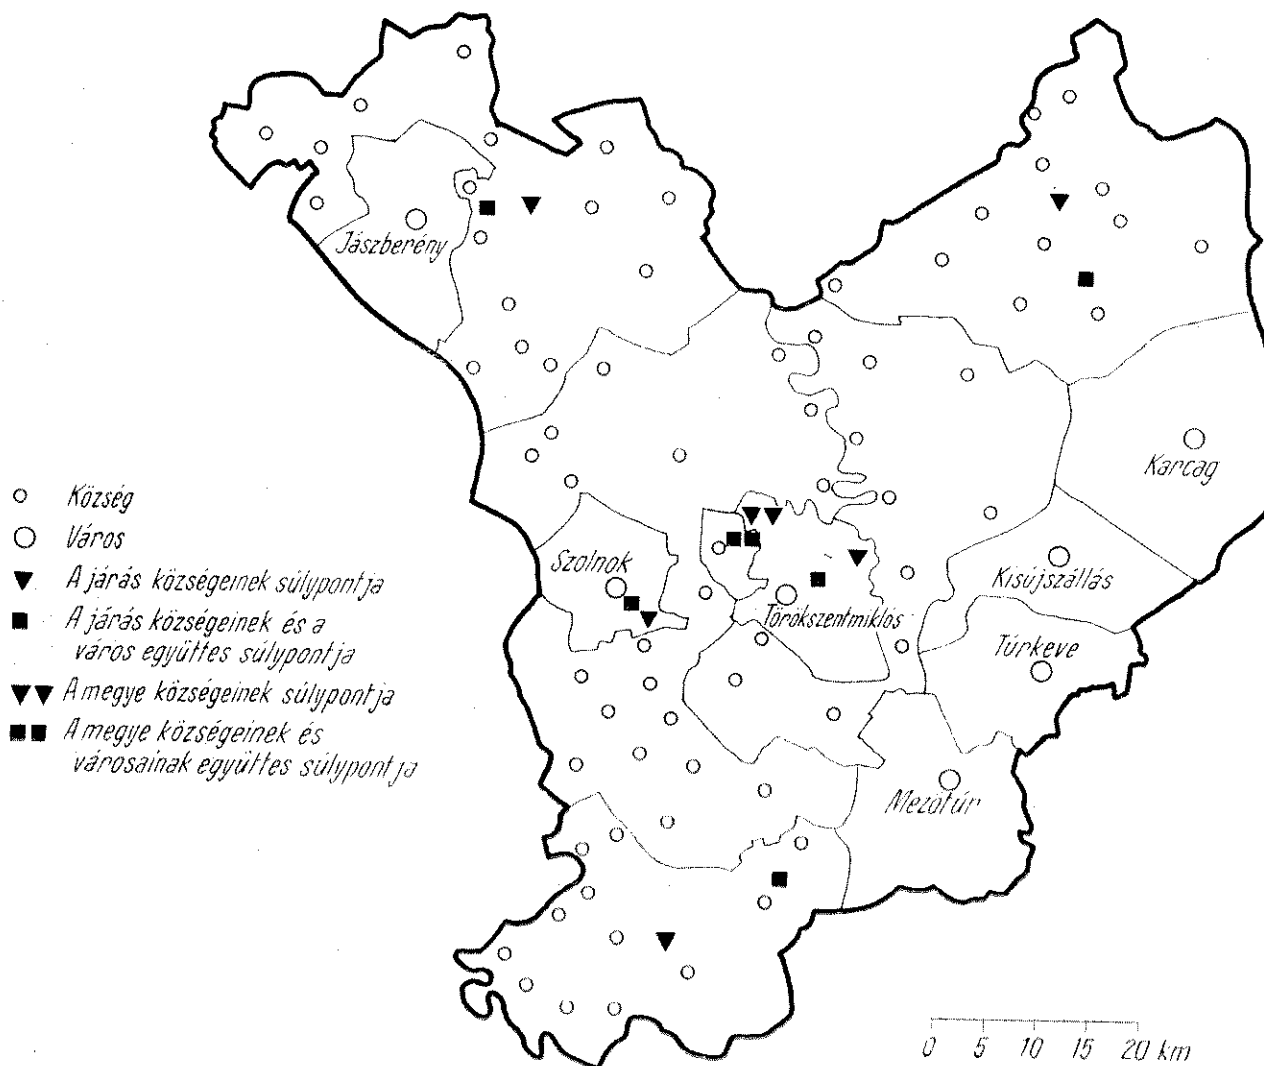 Jászberény
Karcag
Község
Város
A járás községeinek súlypontja
A járás községeinek és a
város együttes súlypontja
A megye községeinek súlypontja
A megye községeinek és
városainak együttes súlypontja
Szolnok
Törökszentmiklós
Kisújszállás
Túrkeve
Mezőtúr
0 5 10 15 20 km